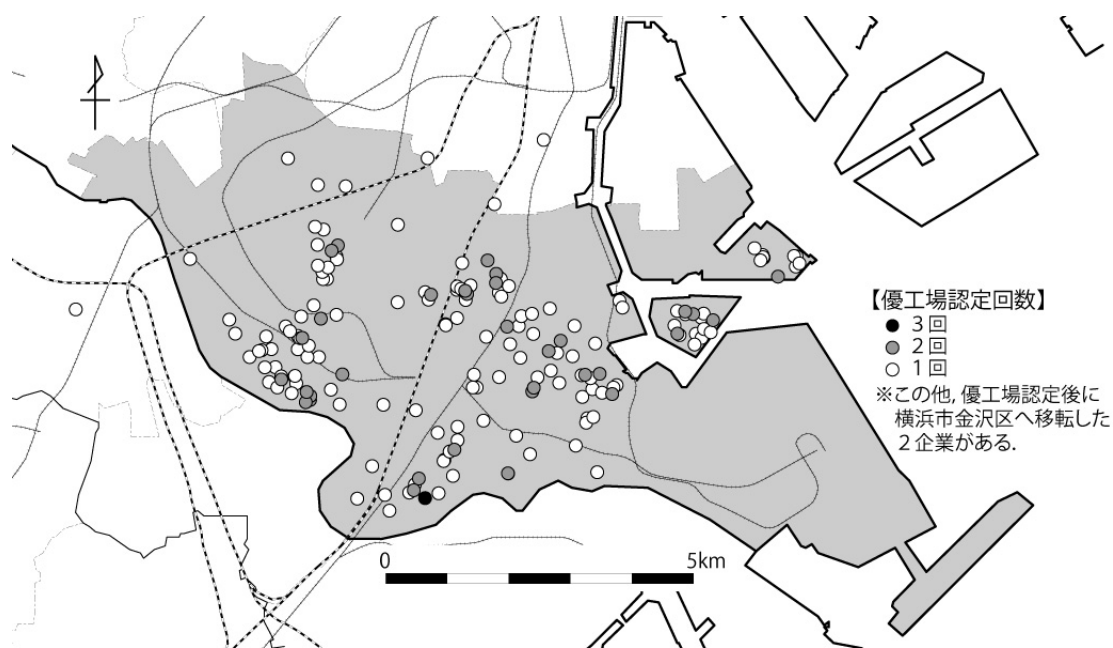 【優工場認定回数】
3回
2回
1回
※この他, 優工場認定後に
横浜市金沢区へ移転した
2企業がある.
0 5km